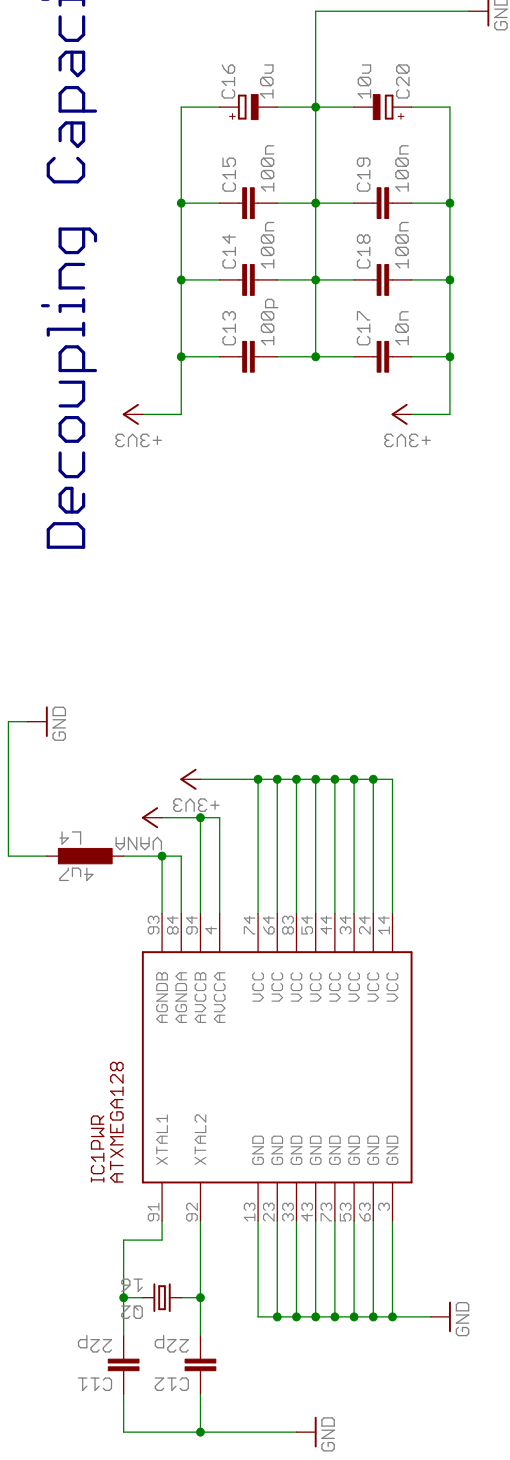 Decoupling Capaci
GND
C16
10u
10u
C20
C15
100n
C19
100n
C14
100n
C18
100n
C13
100p
C17
10n
+3V3
+3V3
GND
L4
4u7
+3V3
VANA
93
84
94
4
74
64
83
54
44
34
24
14
AGNDB
AGNDA
AVCCB
AVCCA
VCC
VCC
VCC
VCC
VCC
VCC
VCC
VCC
IC1PWR
ATXMEGA128
XTAL1
XTAL2
GND
GND
GND
GND
GND
GND
GND
GND
91
92
13
23
33
43
73
53
63
3
16
Q2
22p
C11
22p
C12
GND
GND